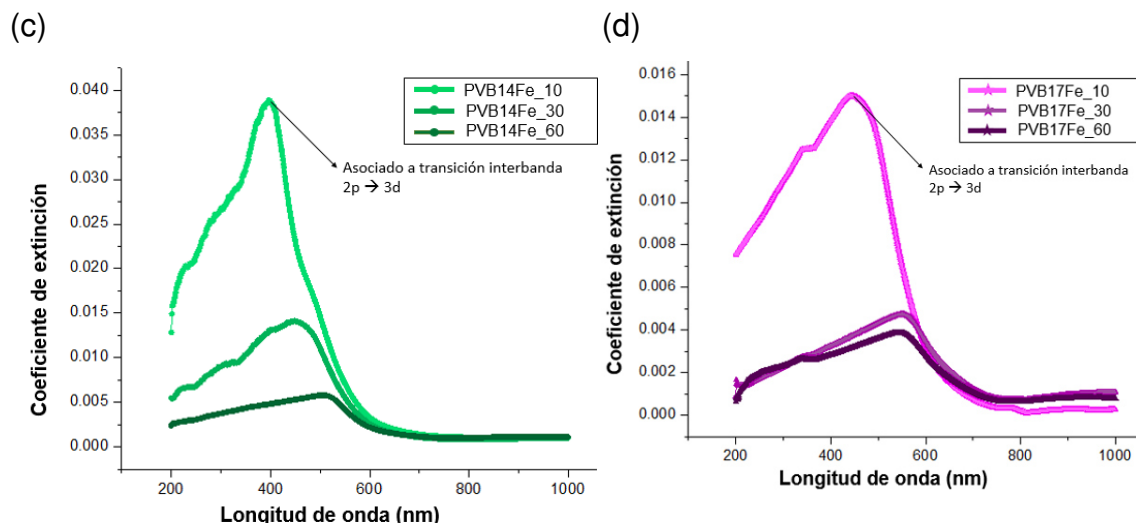 (c)
0.040
0.035
0.030
0.025
0.020
0.015
0.010
0.005
0.000
Coeficiente de extinción
PVB14Fe_10
PVB14Fe_30
PVB14Fe_60
Asociado a transición interbanda
2p → 3d
200
400
600
800
1000
Longitud de onda (nm)
(d)
0.016
0.014
0.012
0.010
0.008
0.006
0.004
0.002
0.000
Coeficiente de extinción
PVB17Fe_10
PVB17Fe_30
PVB17Fe_60
Asociado a transición interbanda
2p → 3d
200
400
600
800
1000
Longitud de onda (nm)